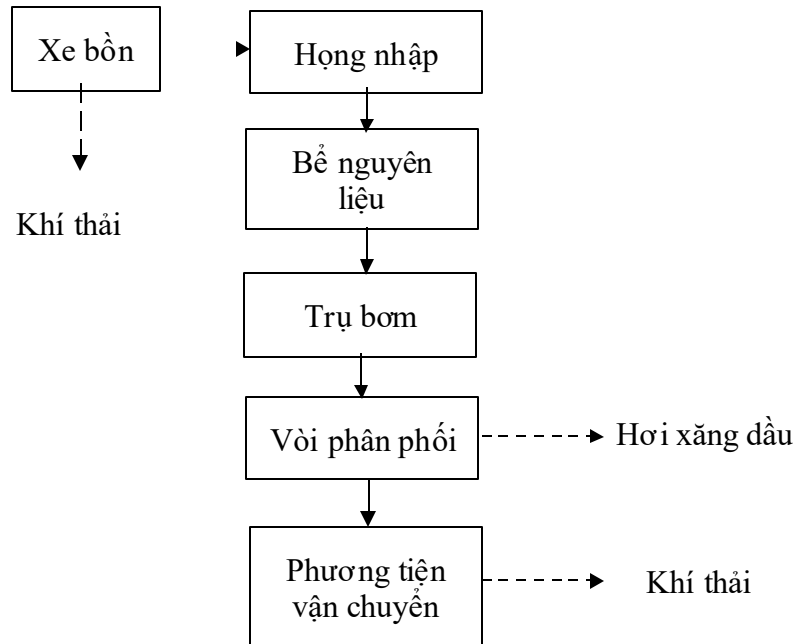 Xe bồn
Họng nhập
Bể nguyên
liệu
Khí thải
Trụ bơm
Vòi phân phối
Hơi xăng dầu
Phương tiện
vận chuyển
Khí thải